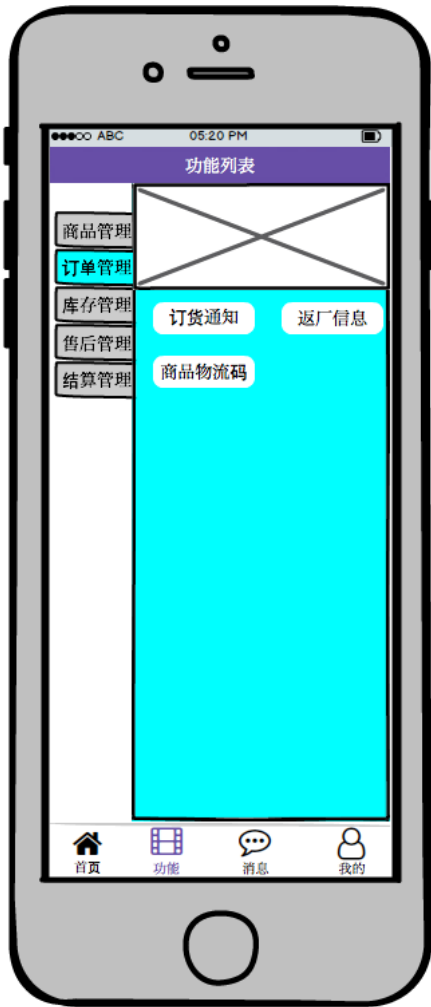 ABC 05:20 PM
功能列表
商品管理
订单管理
库存管理
售后管理
结算管理
订货通知 返厂信息
商品物流码
首页 功能 消息 我的